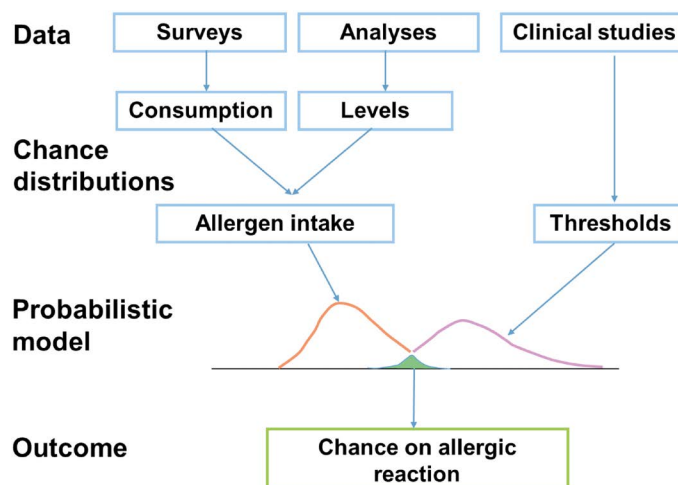 Data
Surveys
Analyses
Clinical studies
Consumption
Levels
Chance
distributions
Allergen intake
Thresholds
Probabilistic
model
Outcome
Chance on allergic
reaction